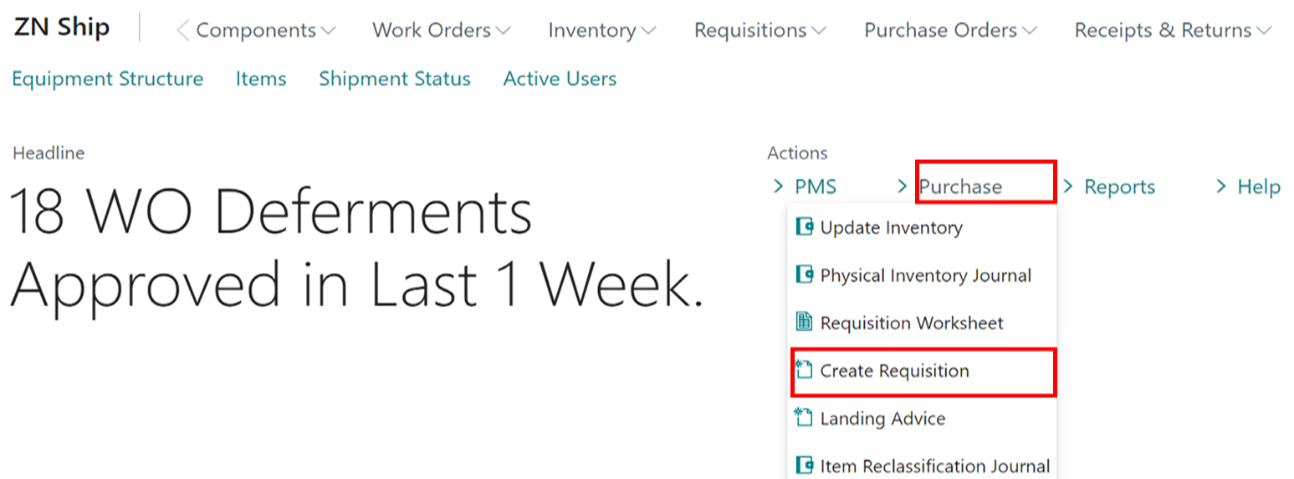 ZN Ship Components Work Orders Inventory Requisitions Purchase Orders Receipts & Returns
Equipment Structure Items Shipment Status Active Users
Headline
18 WO Deferments
Approved in Last 1 Week.
Actions
PMS Purchase Reports Help
Update Inventory
Physical Inventory Journal
Requisition Worksheet
Create Requisition
Landing Advice
Item Reclassification Journal